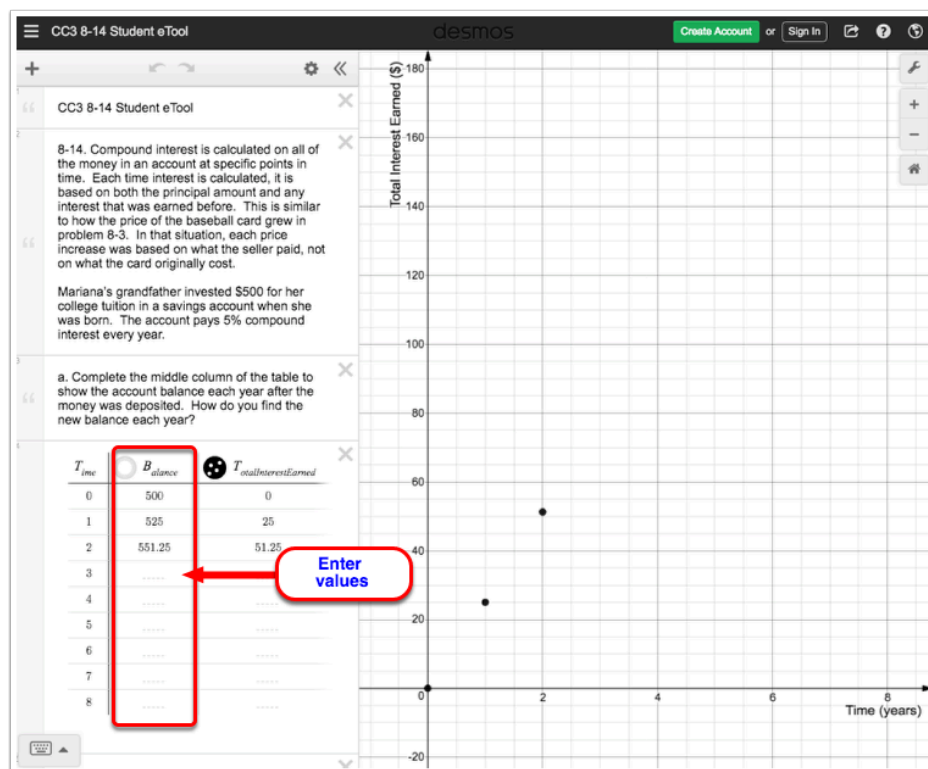 CC3 8-14 Student eTool
desmos
Create Account or Sign In
CC3 8-14 Student eTool
8-14. Compound interest is calculated on all of
the money in an account at specific points in
time. Each time interest is calculated, it is
based on both the principal amount and any
interest that was earned before. This is similar
to how the price of the baseball card grew in
problem 8-3. In that situation, each price
increase was based on what the seller paid, not
on what the card originally cost.
Mariana's grandfather invested $500 for her
college tuition in a savings account when she
was born. The account pays 5% compound
interest every year.
a. Complete the middle column of the table to
show the account balance each year after the
money was deposited. How do you find the
new balance each year?
Time Balance TotalInterestEarned
0 500 0
1 525 25
2 551.25 51.25
3
4
5
6
7
8
Enter
values
Total Interest Earned ($)
180
160
140
120
100
80
60
40
20
0 2 4 6 8
Time (years)
-20